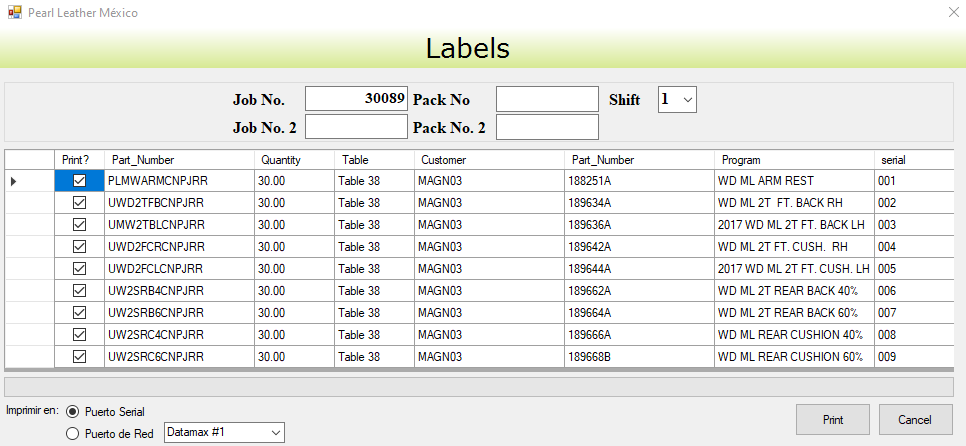 Pearl Leather México
Labels
Job No. 30089 Pack No Shift 1
Job No. 2 Pack No. 2
Print? Part_Number Quantity Table Customer Part_Number Program serial
PLMWARMCNPJRR 30.00 Table 38 MAGN03 188251A WD ML ARM REST 001
UWD2TFBCNPJRR 30.00 Table 38 MAGN03 189634A WD ML 2T  FT. BACK RH 002
UMW2TBLCNPJRR 30.00 Table 38 MAGN03 189636A 2017 WD ML 2T FT. BACK LH 003
UWD2FCRCNPJRR 30.00 Table 38 MAGN03 189642A WD ML 2T FT. CUSH.  RH 004
UWD2FCLCNPJRR 30.00 Table 38 MAGN03 189644A 2017 WD ML 2T FT. CUSH. LH 005
UW2SRB4CNPJRR 30.00 Table 38 MAGN03 189662A WD ML 2T REAR BACK 40% 006
UW2SRB6CNPJRR 30.00 Table 38 MAGN03 189664A WD ML 2T REAR BACK 60% 007
UW2SRC4CNPJRR 30.00 Table 38 MAGN03 189666A WD ML REAR CUSHION 40% 008
UW2SRC6CNPJRR 30.00 Table 38 MAGN03 189668B WD ML REAR CUSHION 60% 009
Imprimir en: Puerto Serial
Puerto de Red Datamax #1
Print Cancel